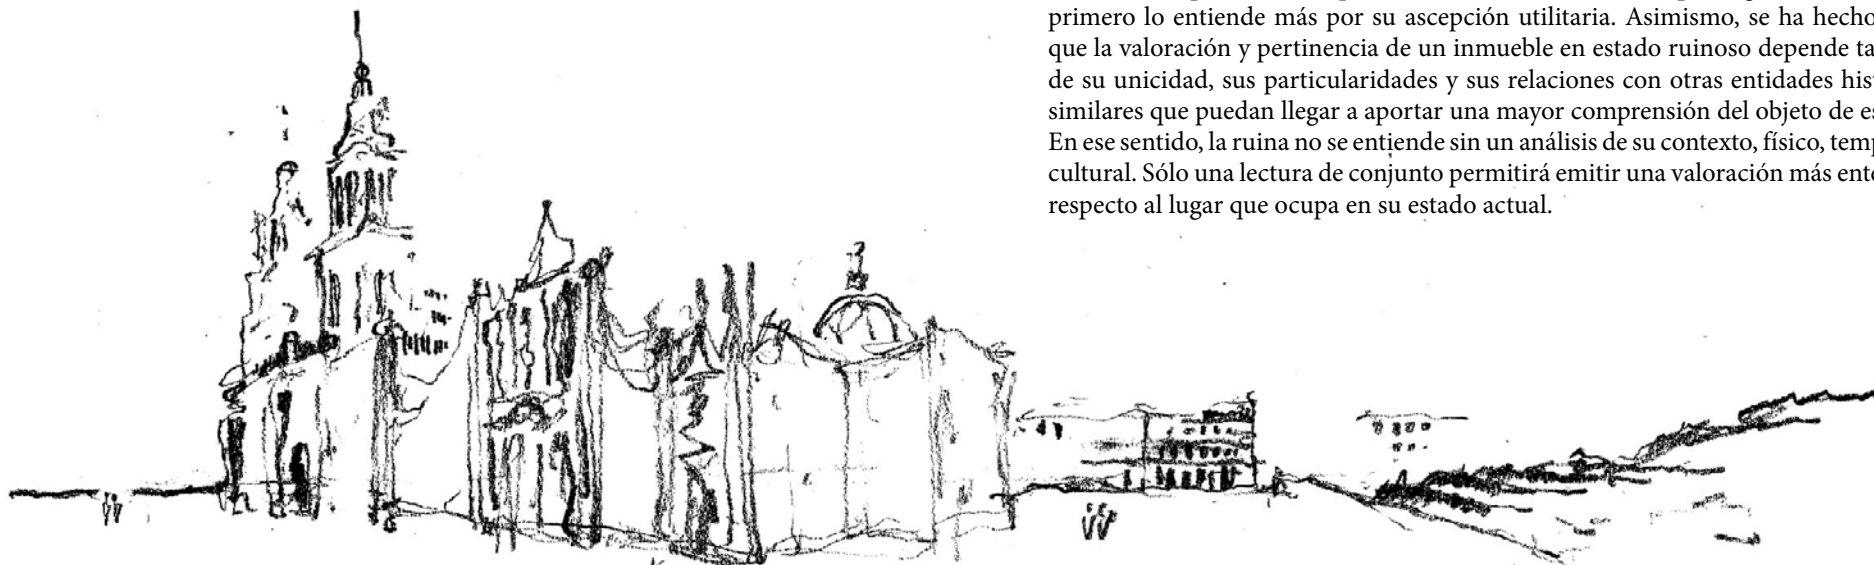 primero lo entiende más por su ascepción utilitaria. Asimismo, se ha hecho
que la valoración y pertinencia de un inmueble en estado ruinoso depende
de su unicidad, sus particularidades y sus relaciones con otras entidades
similares que puedan llegar a aportar una mayor comprensión del objeto de
En ese sentido, la ruina no se entiende sin un análisis de su contexto, físico,
cultural. Sólo una lectura de conjunto permitirá emitir una valoración más
respecto al lugar que ocupa en su estado actual.